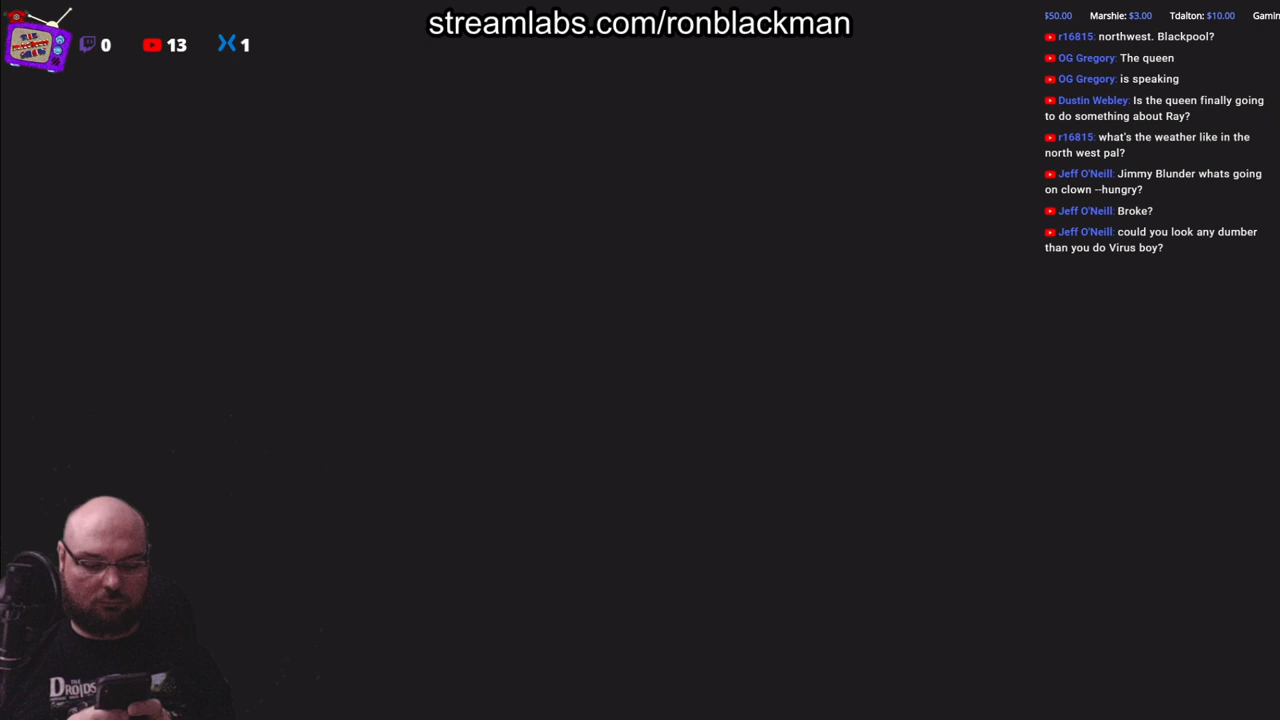 streamlabs.com/ronblackman
0
13
1
$50.00 Marshie: $3.00 Tdalton: $10.00 Gamin
r16815: northwest. Blackpool?
OG Gregory: The queen
OG Gregory: is speaking
Dustin Webley: Is the queen finally going
to do something about Ray?
r16815: what's the weather like in the
north west pal?
Jeff O'Neill: Jimmy Blunder whats going
on clown --hungry?
Jeff O'Neill: Broke?
Jeff O'Neill: could you look any dumber
than you do Virus boy?
THE
DROIDS